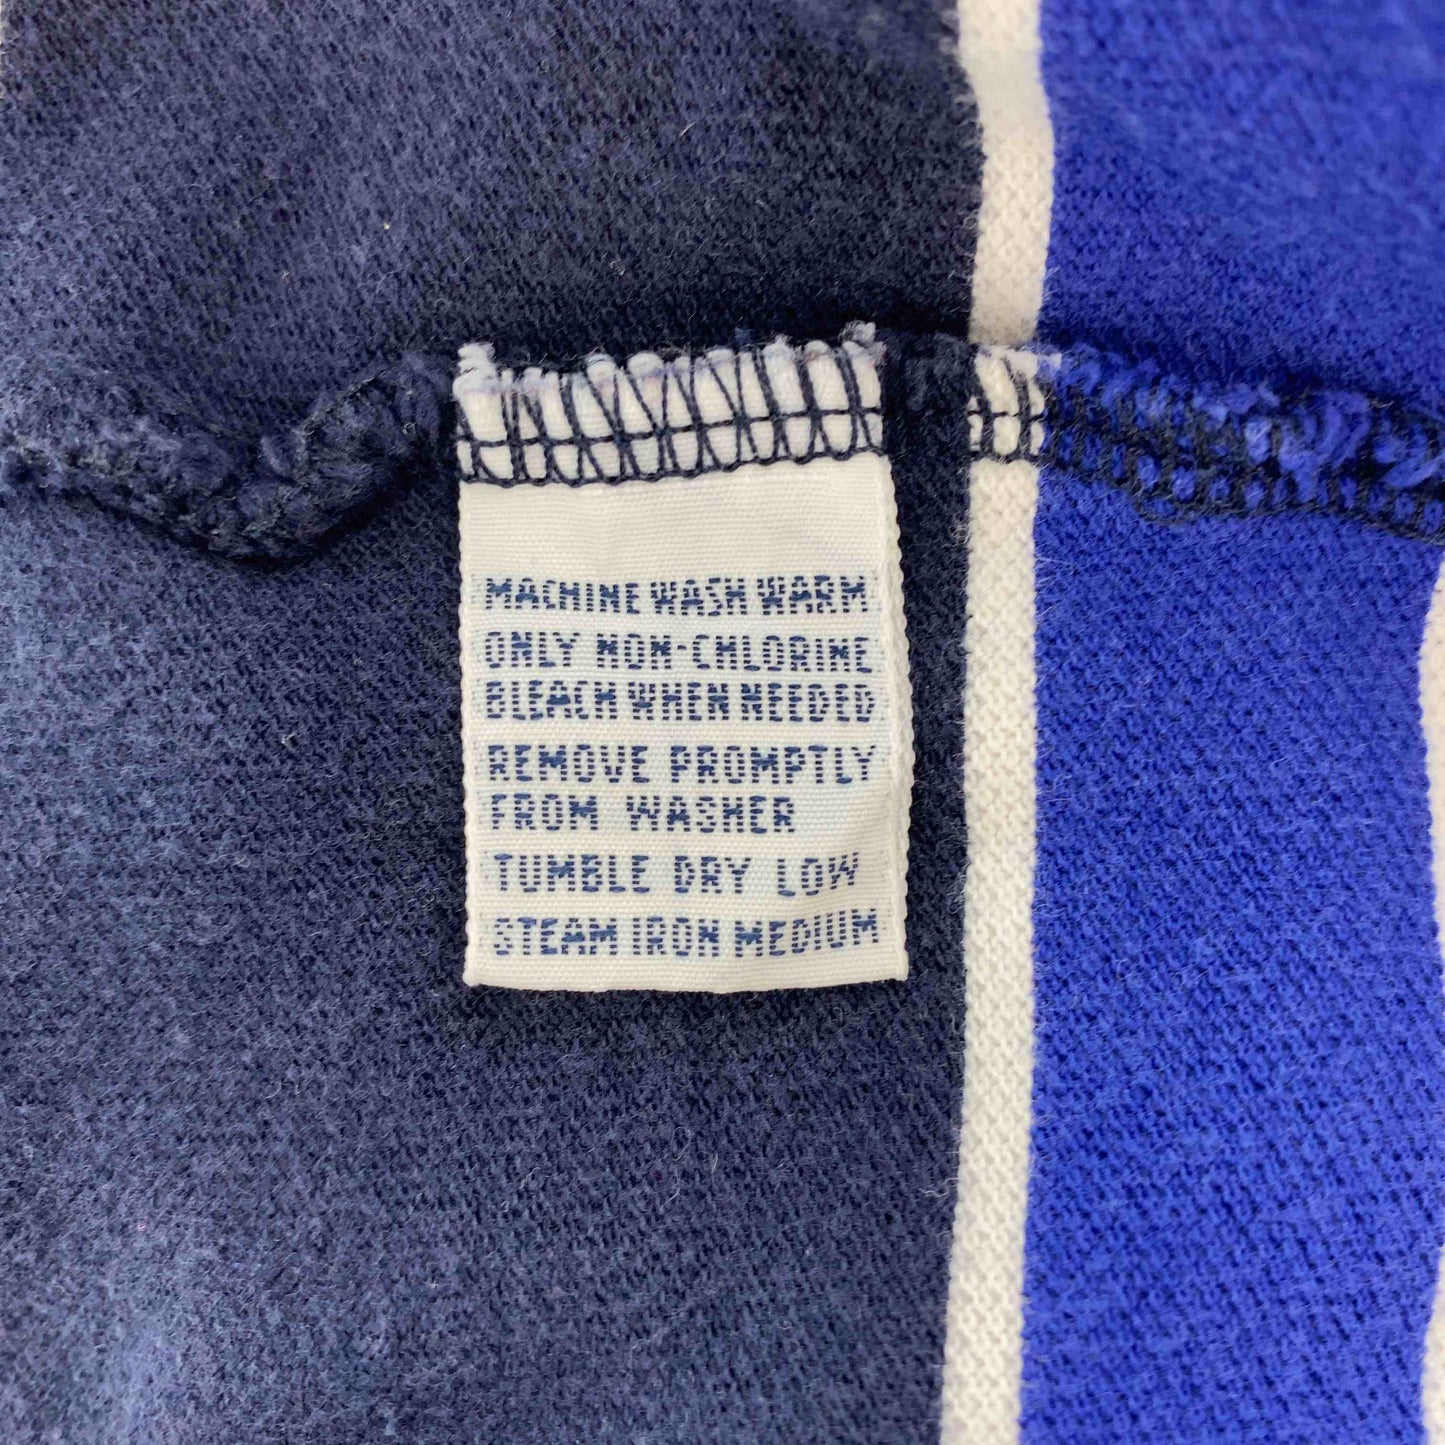 MACHINE WASH WARM
ONLY NON-CHLORINE
BLEACH WHEN NEEDED
REMOVE PROMPTLY
FROM WASHER
TUMBLE DRY LOW
STEAM IRON MEDIUM